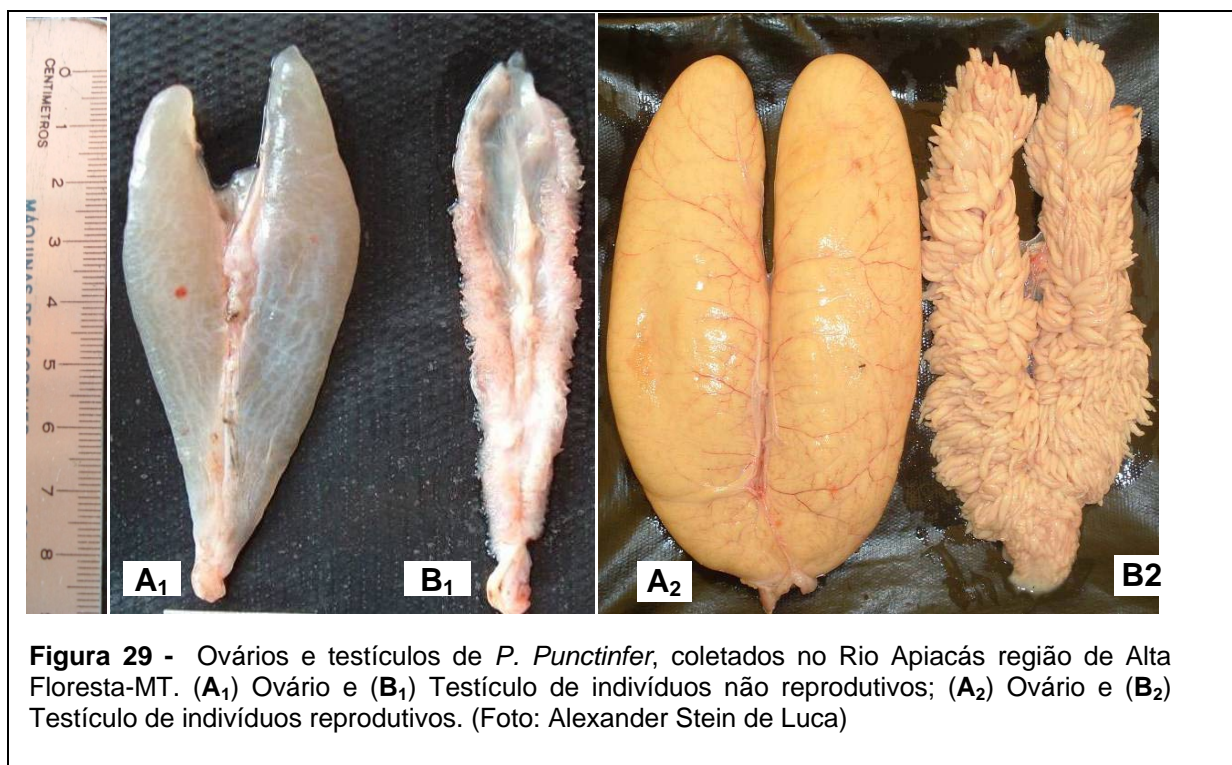 CENTIMETROS
0
1
2
3
4
5
6
7
8
A₁
B₁
A₂
B2
Figura 29 - Ovários e testículos de P. Punctinfer, coletados no Rio Apiacás região de Alta
Floresta-MT. (A₁) Ovário e (B₁) Testículo de indivíduos não reprodutivos; (A₂) Ovário e (B₂)
Testículo de indivíduos reprodutivos. (Foto: Alexander Stein de Luca)